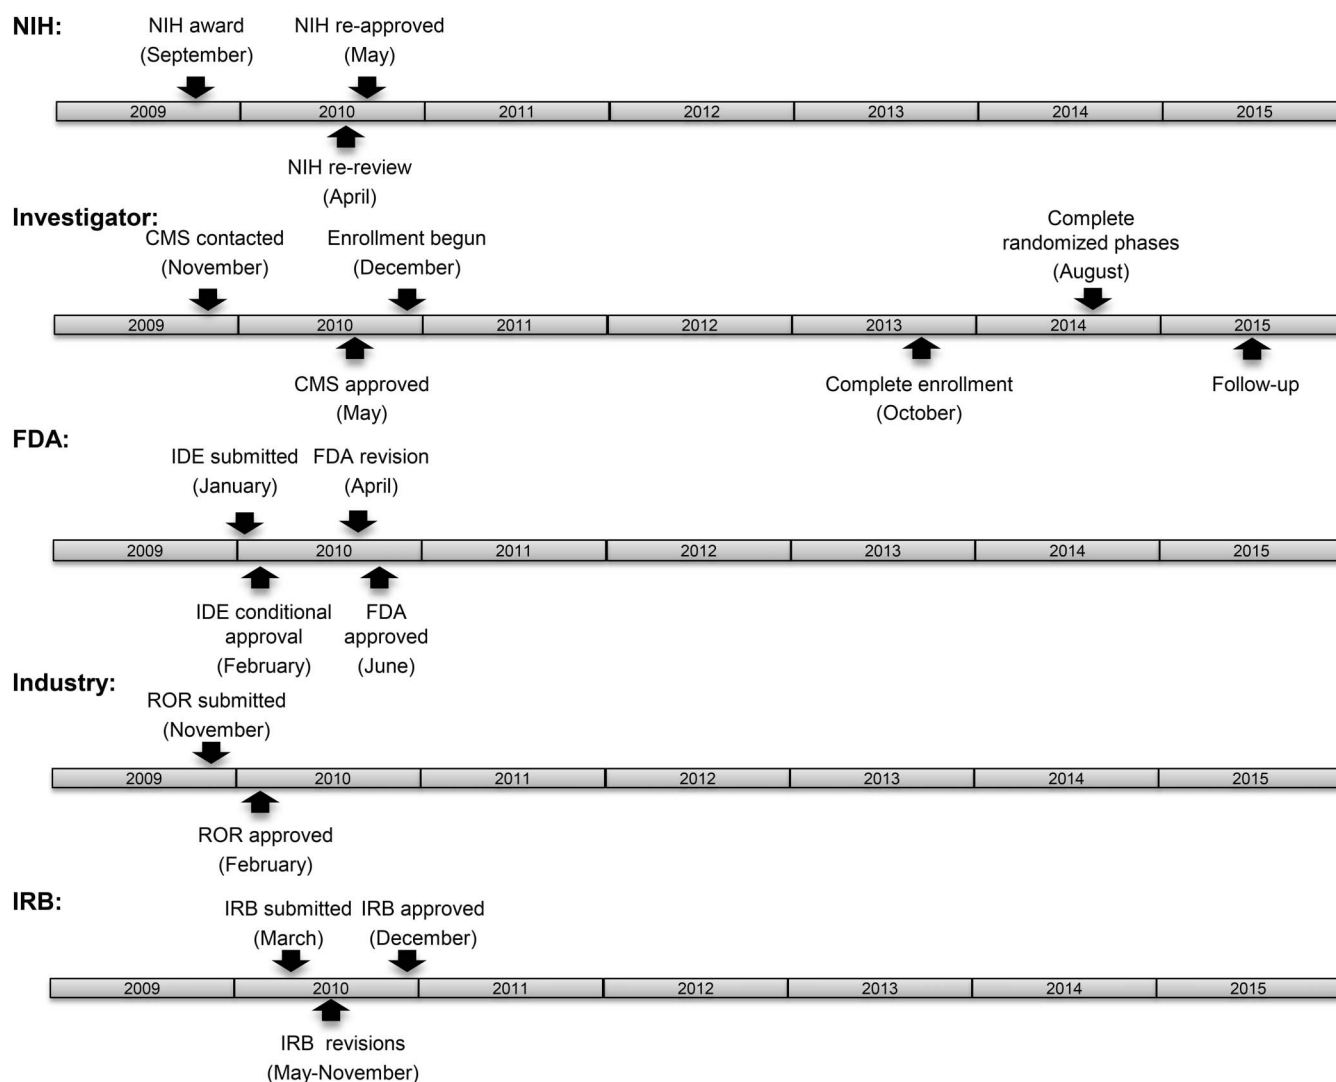 NIH:
NIH award
(September)
NIH re-approved
(May)
2009 2010 2011 2012 2013 2014 2015
NIH re-review
(April)
Investigator:
CMS contacted
(November)
Enrollment begun
(December)
Complete
randomized phases
(August)
2009 2010 2011 2012 2013 2014 2015
CMS approved
(May)
Complete enrollment
(October)
Follow-up
FDA:
IDE submitted
(January)
FDA revision
(April)
2009 2010 2011 2012 2013 2014 2015
IDE conditional
approval
(February)
FDA
approved
(June)
Industry:
ROR submitted
(November)
2009 2010 2011 2012 2013 2014 2015
ROR approved
(February)
IRB:
IRB submitted
(March)
IRB approved
(December)
2009 2010 2011 2012 2013 2014 2015
IRB revisions
(May-November)